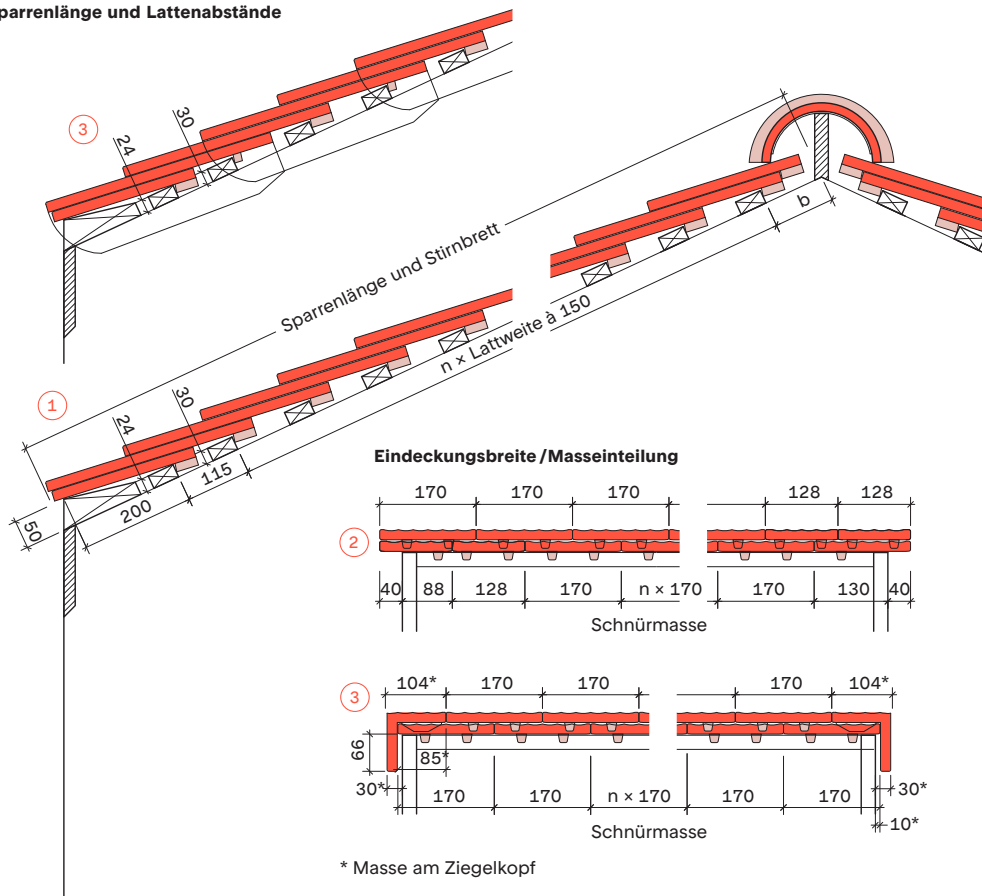 parrenlänge und Lattenabstände
3
24
30
b
Sparrenlänge und Stirnbrett
n × Lattweite à 150
1
24
30
50
200
115
Eindeckungsbreite/Masseinteilung
170 170 170 128 128
2
40 88 128 170 n × 170 170 130 40
Schnürmasse
3
104* 170 170 170 104*
66
85*
30* 30*
170 170 n × 170 170 170
10*
Schnürmasse
* Masse am Ziegelkopf